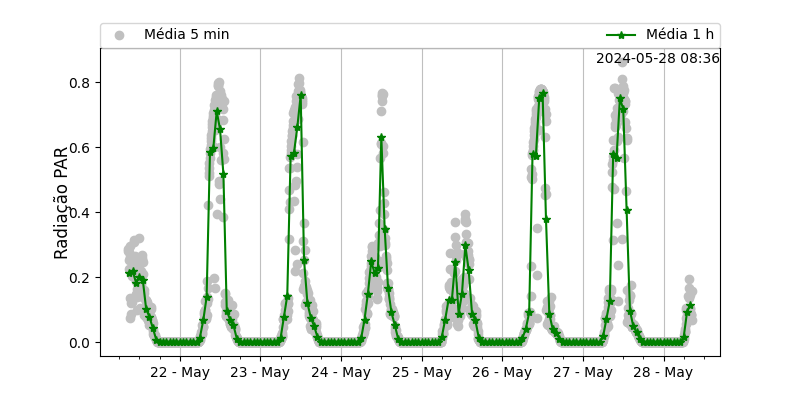 Média 5 min
Média 1 h
2024-05-28 08:36
Radiação PAR
0.8
0.6
0.4
0.2
0.0
22 - May
23 - May
24 - May
25 - May
26 - May
27 - May
28 - May